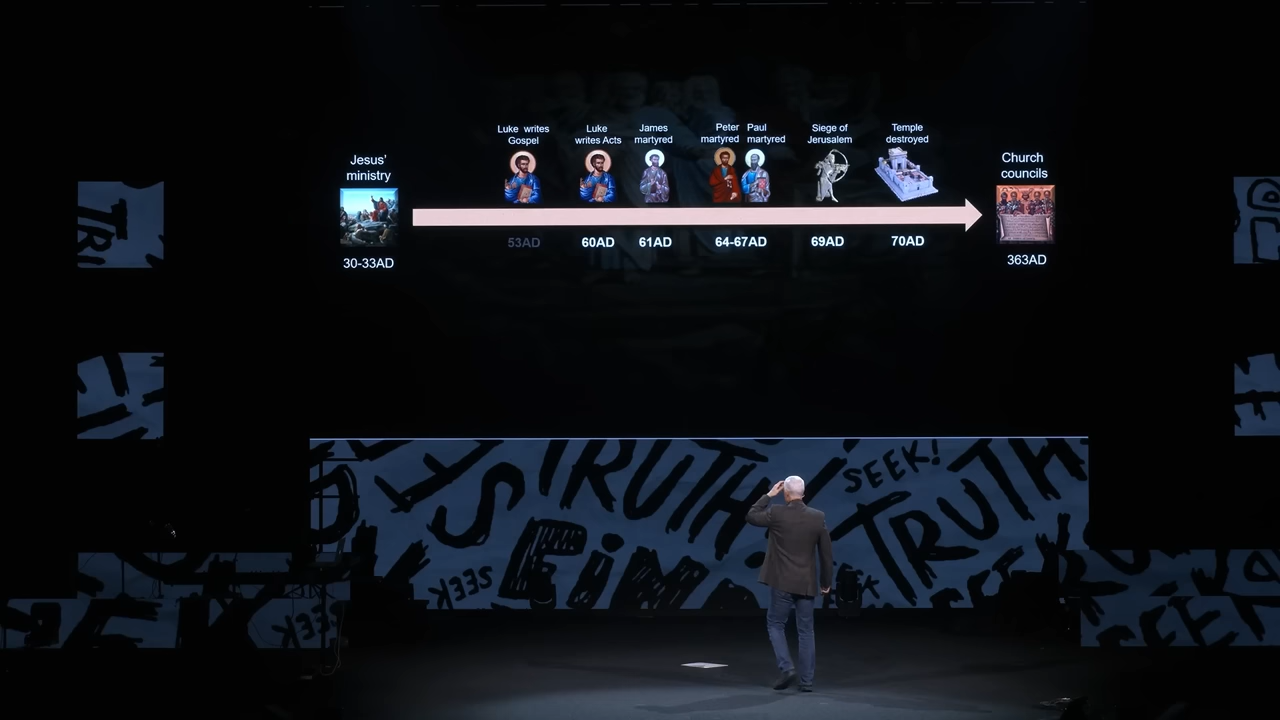 Luke writes
Gospel
Luke
writes Acts
James
martyred
Peter
martyred
Paul
martyred
Siege of
Jerusalem
Temple
destroyed
Jesus'
ministry
Church
councils
53AD
60AD
61AD
64-67AD
69AD
70AD
30-33AD
363AD
TRUTH
SEEK!
TRUTH
SEEK
SEEK